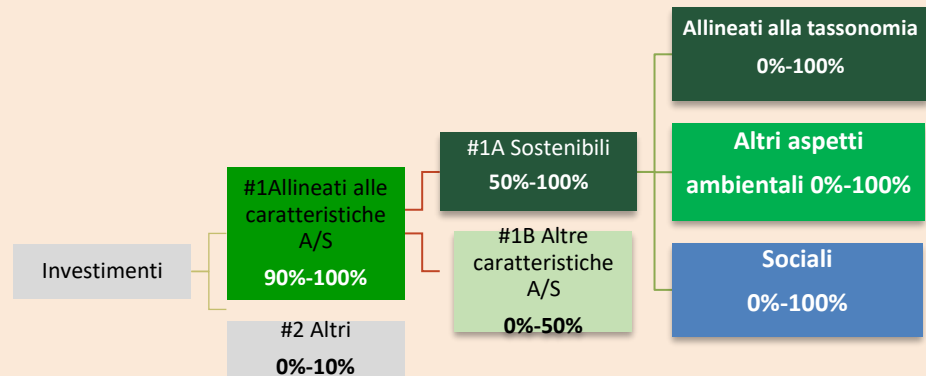 Investimenti
#1Allineati alle
caratteristiche
A/S
90%-100%
#2 Altri
0%-10%
#1A Sostenibili
50%-100%
#1B Altre
caratteristiche
A/S
0%-50%
Allineati alla tassonomia
0%-100%
Altri aspetti
ambientali 0%-100%
Sociali
0%-100%